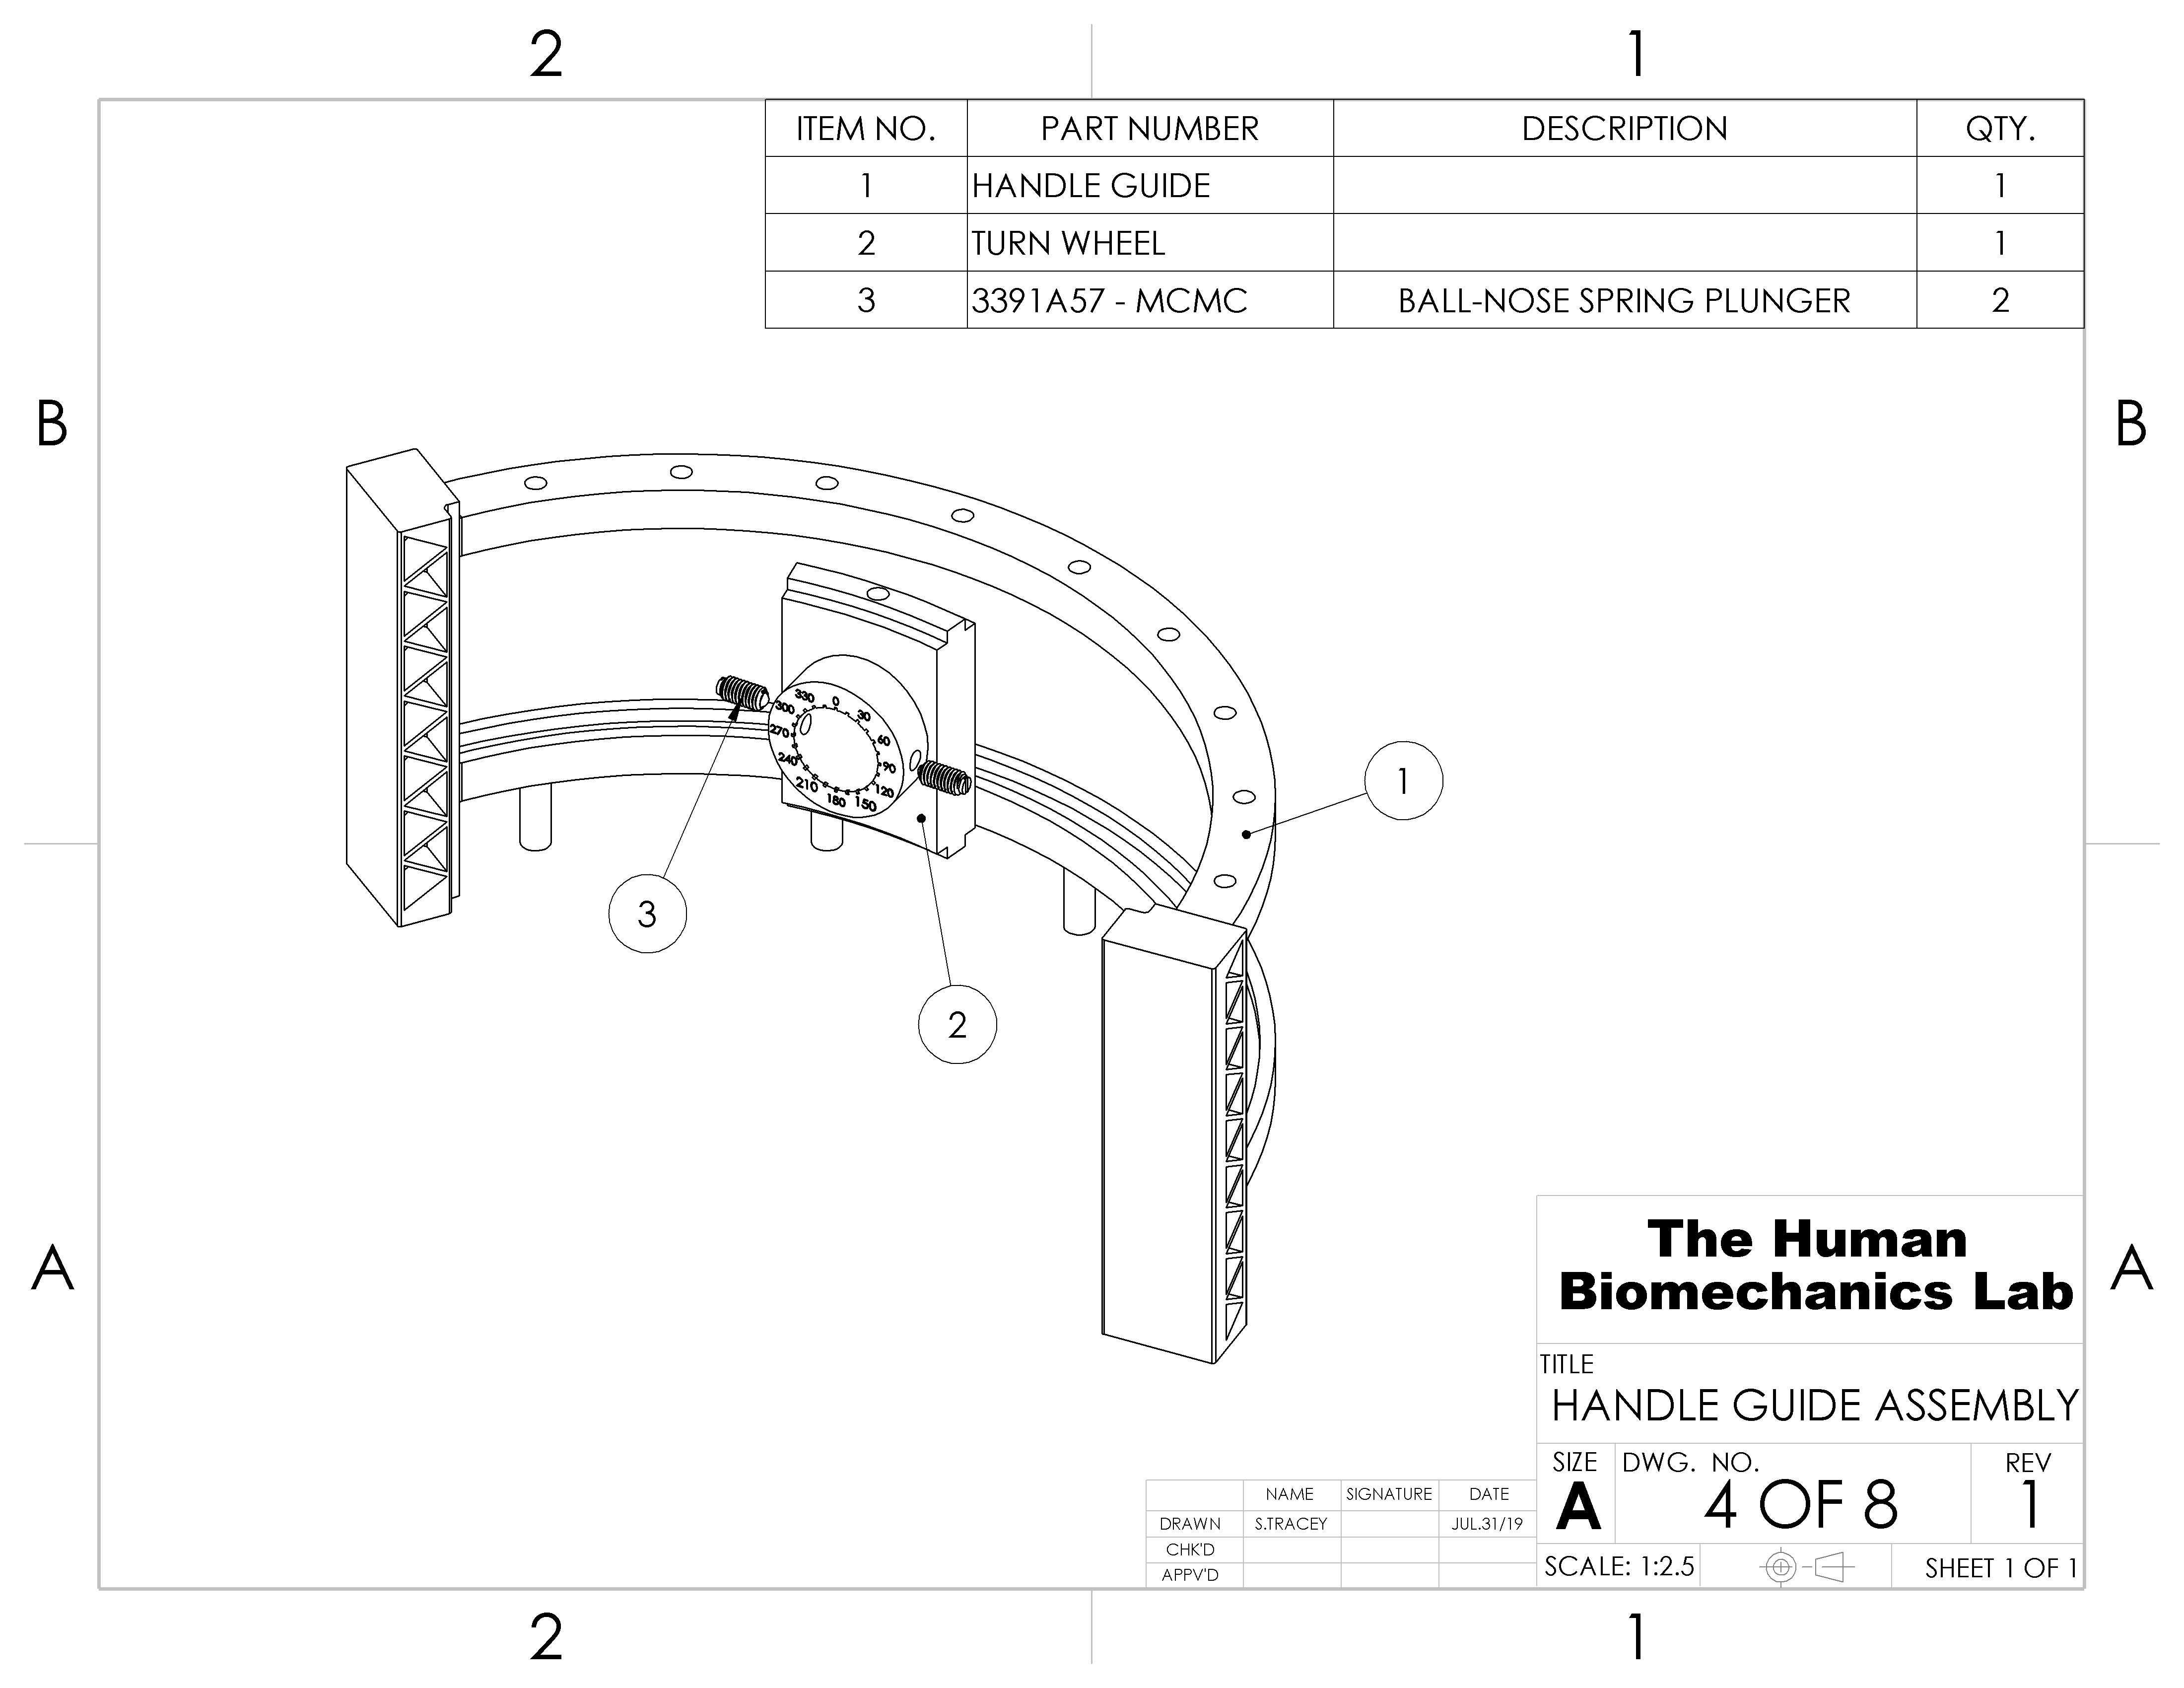 2 1
ITEM NO. PART NUMBER DESCRIPTION QTY.
1 HANDLE GUIDE 1
2 TURN WHEEL 1
3 3391A57 - MCMC BALL-NOSE SPRING PLUNGER 2
B B
330 0 30
300 60
270 90
240 120
210 180 150
1
3
2
A A
The Human
Biomechanics Lab
TITLE
HANDLE GUIDE ASSEMBLY
SIZE DWG. NO. REV
A 4 OF 8 1
NAME SIGNATURE DATE
DRAWN S.TRACEY JUL.31/19
CHK'D
APPV'D
SCALE: 1:2.5 SHEET 1 OF 1
2 1